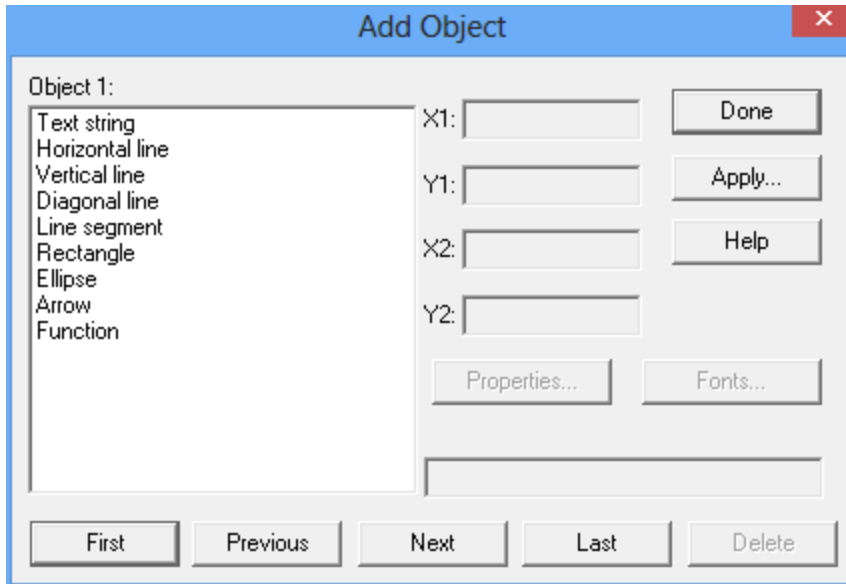 Add Object
Object 1:
Text string
Horizontal line
Vertical line
Diagonal line
Line segment
Rectangle
Ellipse
Arrow
Function
X1:
Y1:
X2:
Y2:
Done
Apply...
Help
Properties...
Fonts...
First
Previous
Next
Last
Delete